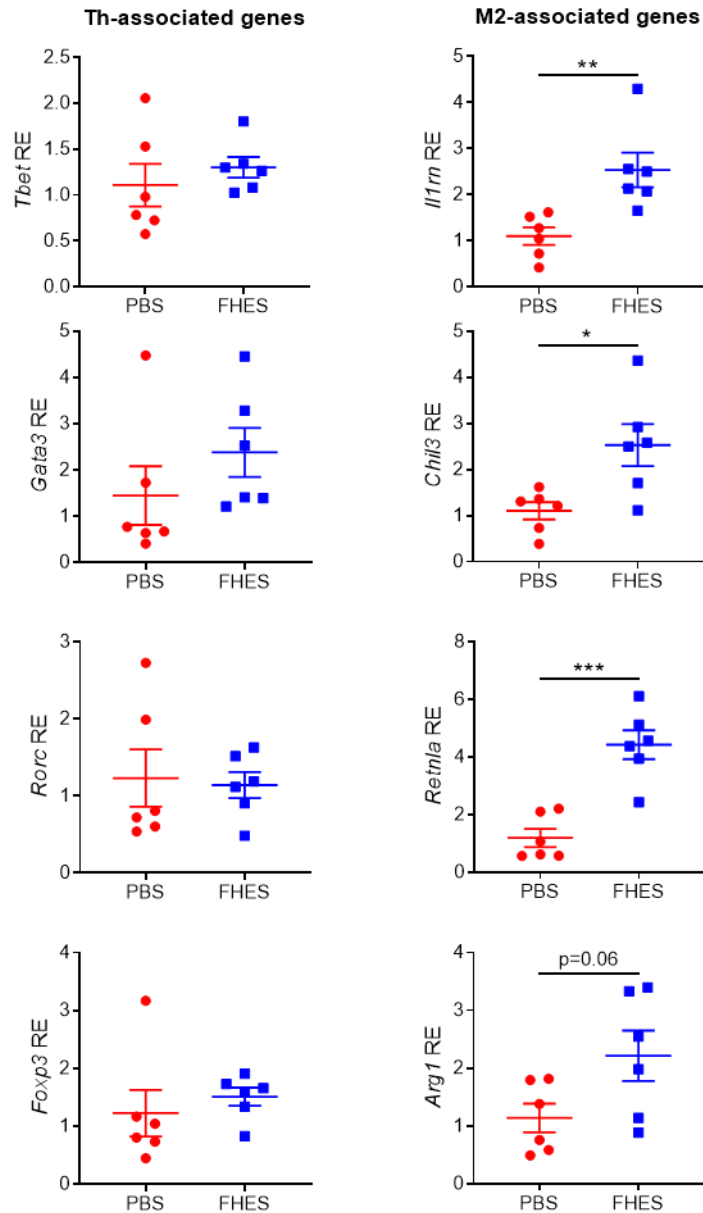 Th-associated genes
M2-associated genes
Tbet RE
2.5
2.0
1.5
1.0
0.5
0.0
PBS FHES
Il1rn RE
5
4
3
2
1
0
**
PBS FHES
Gata3 RE
5
4
3
2
1
0
PBS FHES
Chil3 RE
5
4
3
2
1
0
*
PBS FHES
Rorc RE
3
2
1
0
PBS FHES
Retnla RE
8
6
4
2
0
***
PBS FHES
Foxp3 RE
4
3
2
1
0
PBS FHES
Arg1 RE
4
3
2
1
0
p=0.06
PBS FHES